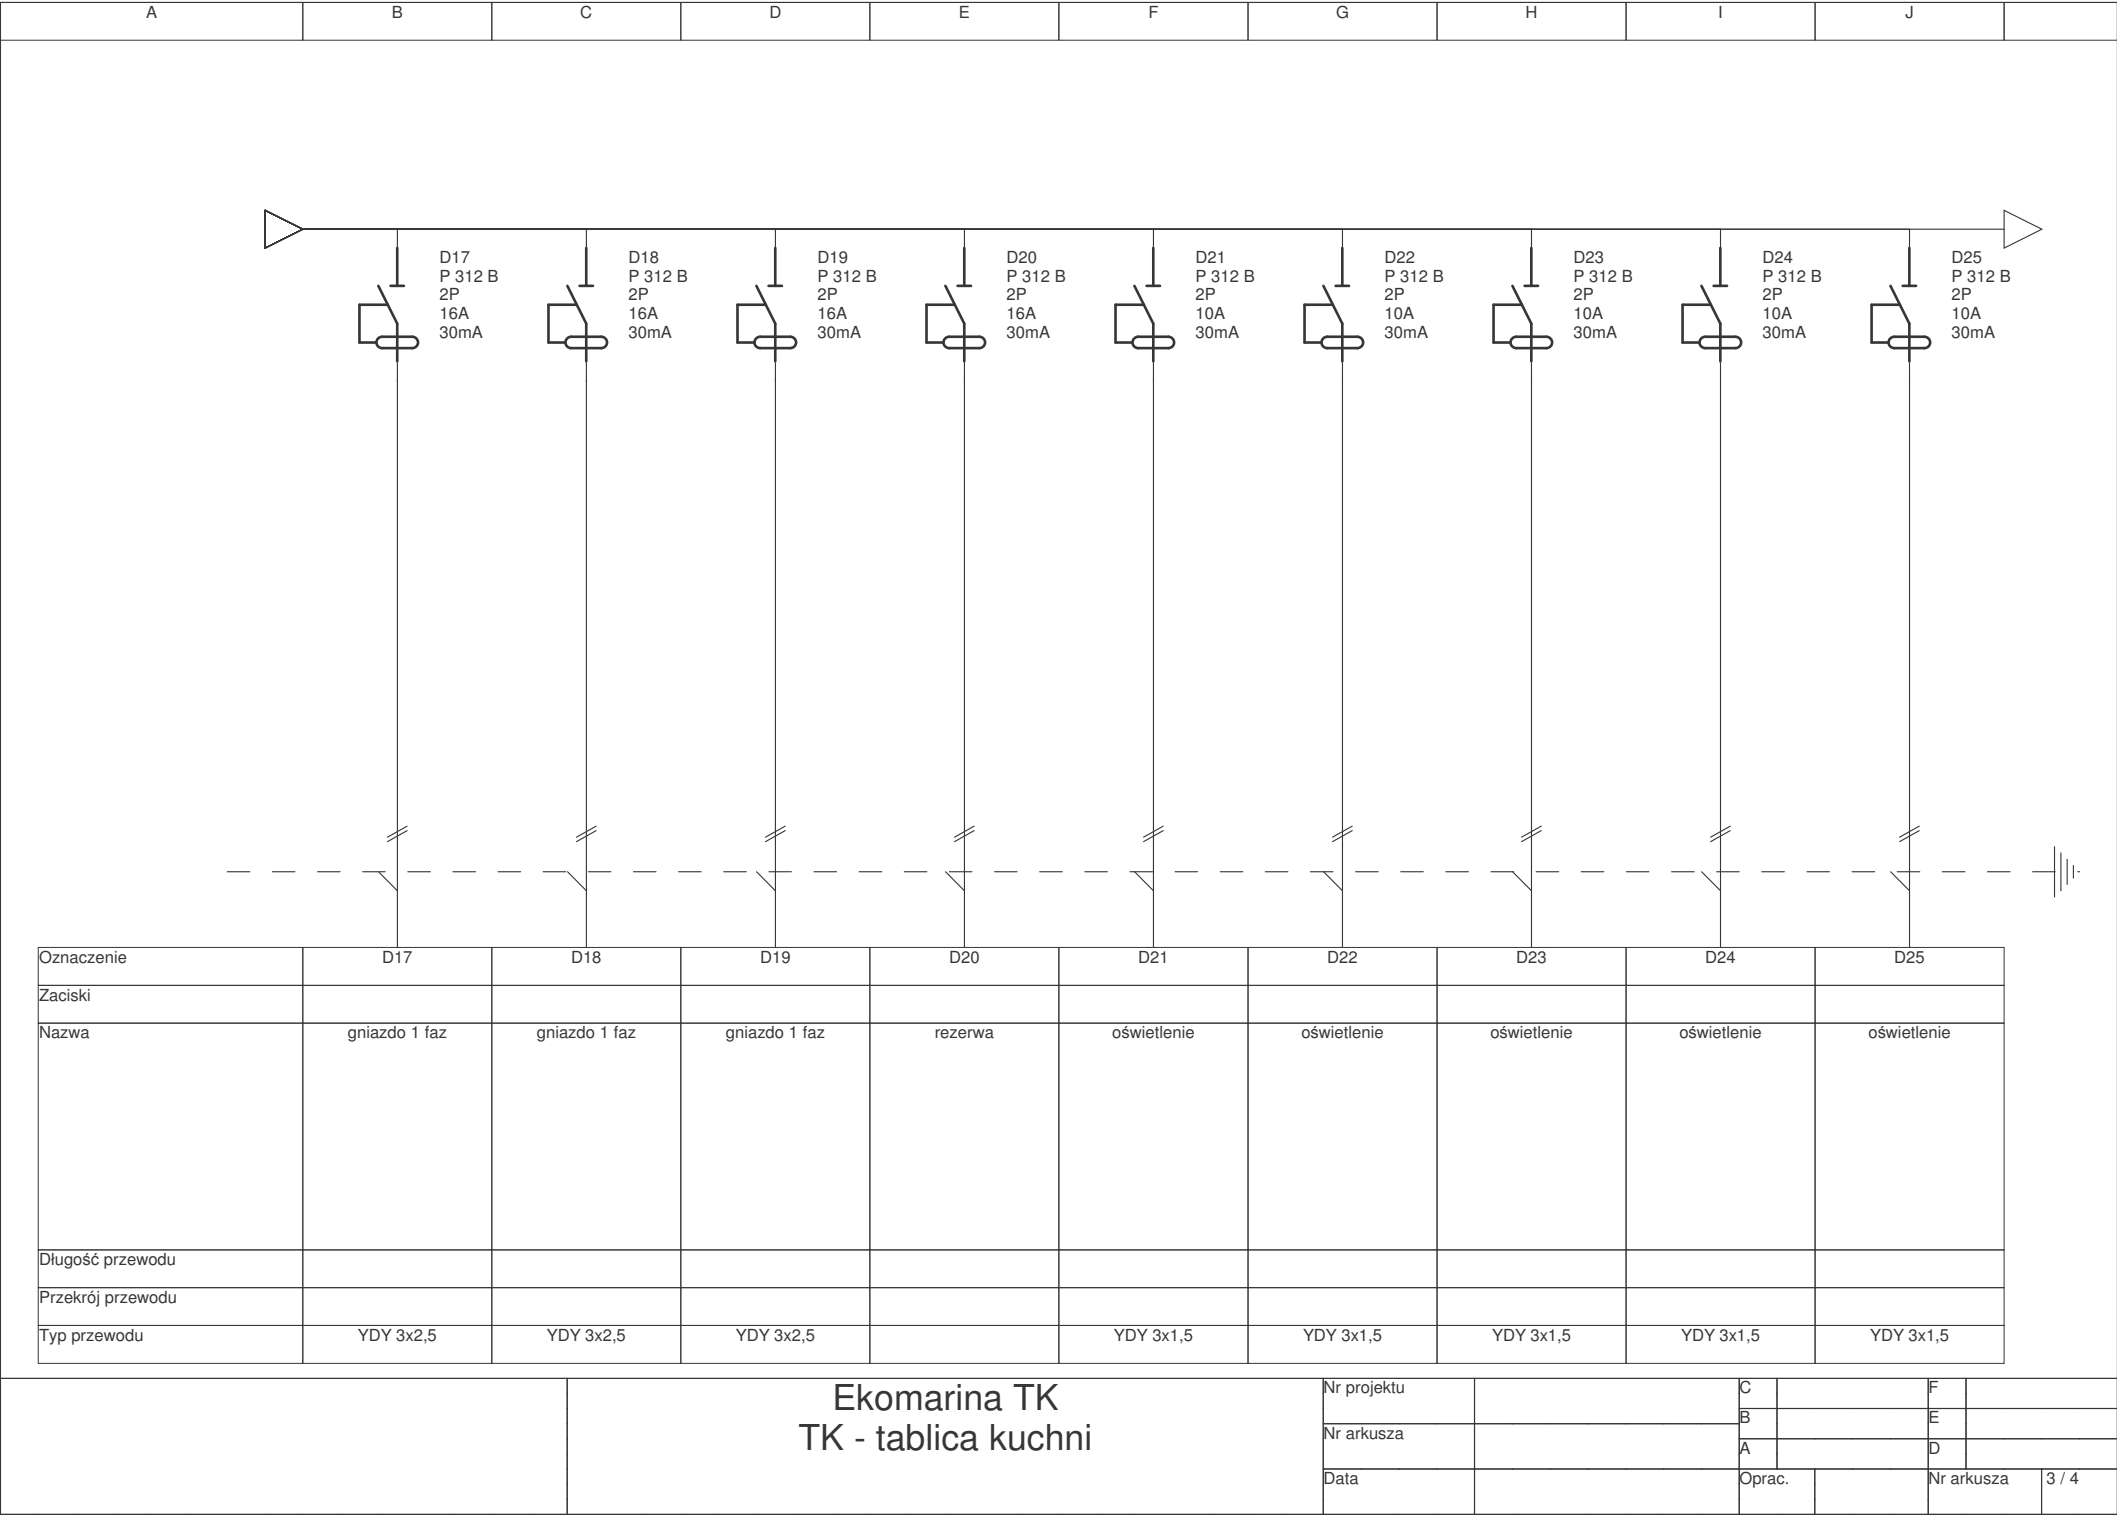 A B C D E F G H I J
D17 D18 D19 D20 D21 D22 D23 D24 D25
P 312 B P 312 B P 312 B P 312 B P 312 B P 312 B P 312 B P 312 B P 312 B
2P 2P 2P 2P 2P 2P 2P 2P 2P
16A 16A 16A 16A 10A 10A 10A 10A 10A
30mA 30mA 30mA 30mA 30mA 30mA 30mA 30mA 30mA
Oznaczenie D17 D18 D19 D20 D21 D22 D23 D24 D25
Zaciski
Nazwa gniazdo 1 faz gniazdo 1 faz gniazdo 1 faz rezerwa oświetlenie oświetlenie oświetlenie oświetlenie oświetlenie
Długość przewodu
Przekrój przewodu
Typ przewodu YDY 3x2,5 YDY 3x2,5 YDY 3x2,5 YDY 3x1,5 YDY 3x1,5 YDY 3x1,5 YDY 3x1,5 YDY 3x1,5
Ekomarina TK
TK - tablica kuchni
Nr projektu C F
B E
Nr arkusza
A D
Data Oprac. Nr arkusza 3 / 4